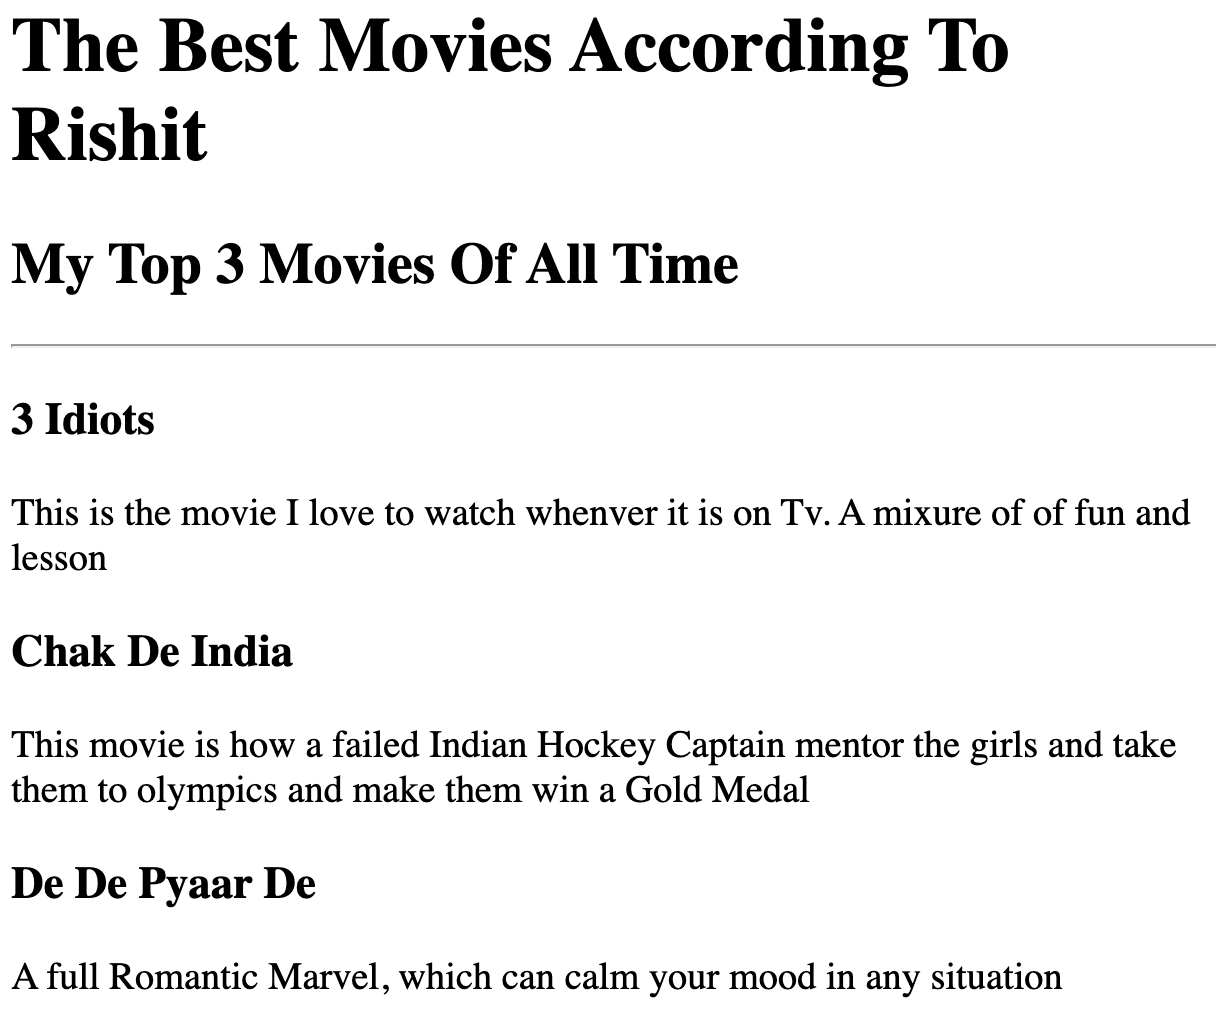 The Best Movies According To
Rishit
My Top 3 Movies Of All Time
3 Idiots
This is the movie I love to watch whenver it is on Tv. A mixure of of fun and
lesson
Chak De India
This movie is how a failed Indian Hockey Captain mentor the girls and take
them to olympics and make them win a Gold Medal
De De Pyaar De
A full Romantic Marvel, which can calm your mood in any situation